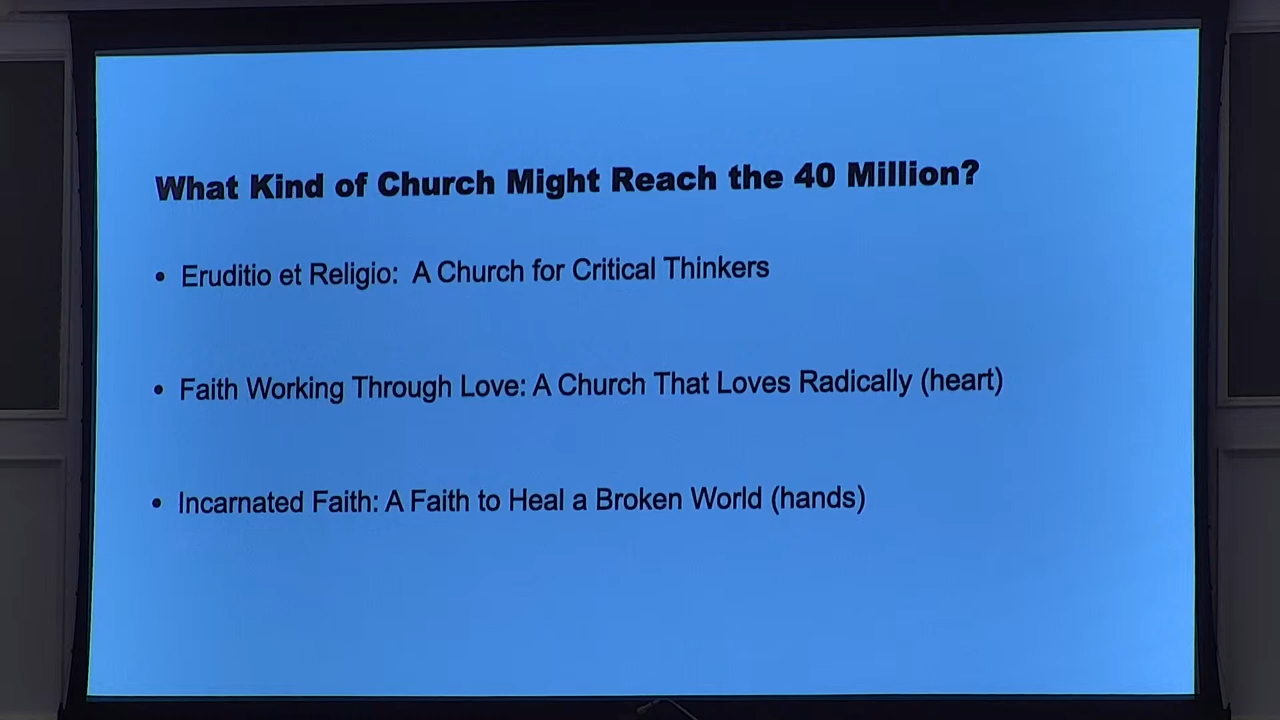 What Kind of Church Might Reach the 40 Million?
• Eruditio et Religio: A Church for Critical Thinkers
• Faith Working Through Love: A Church That Loves Radically (heart)
• Incarnated Faith: A Faith to Heal a Broken World (hands)